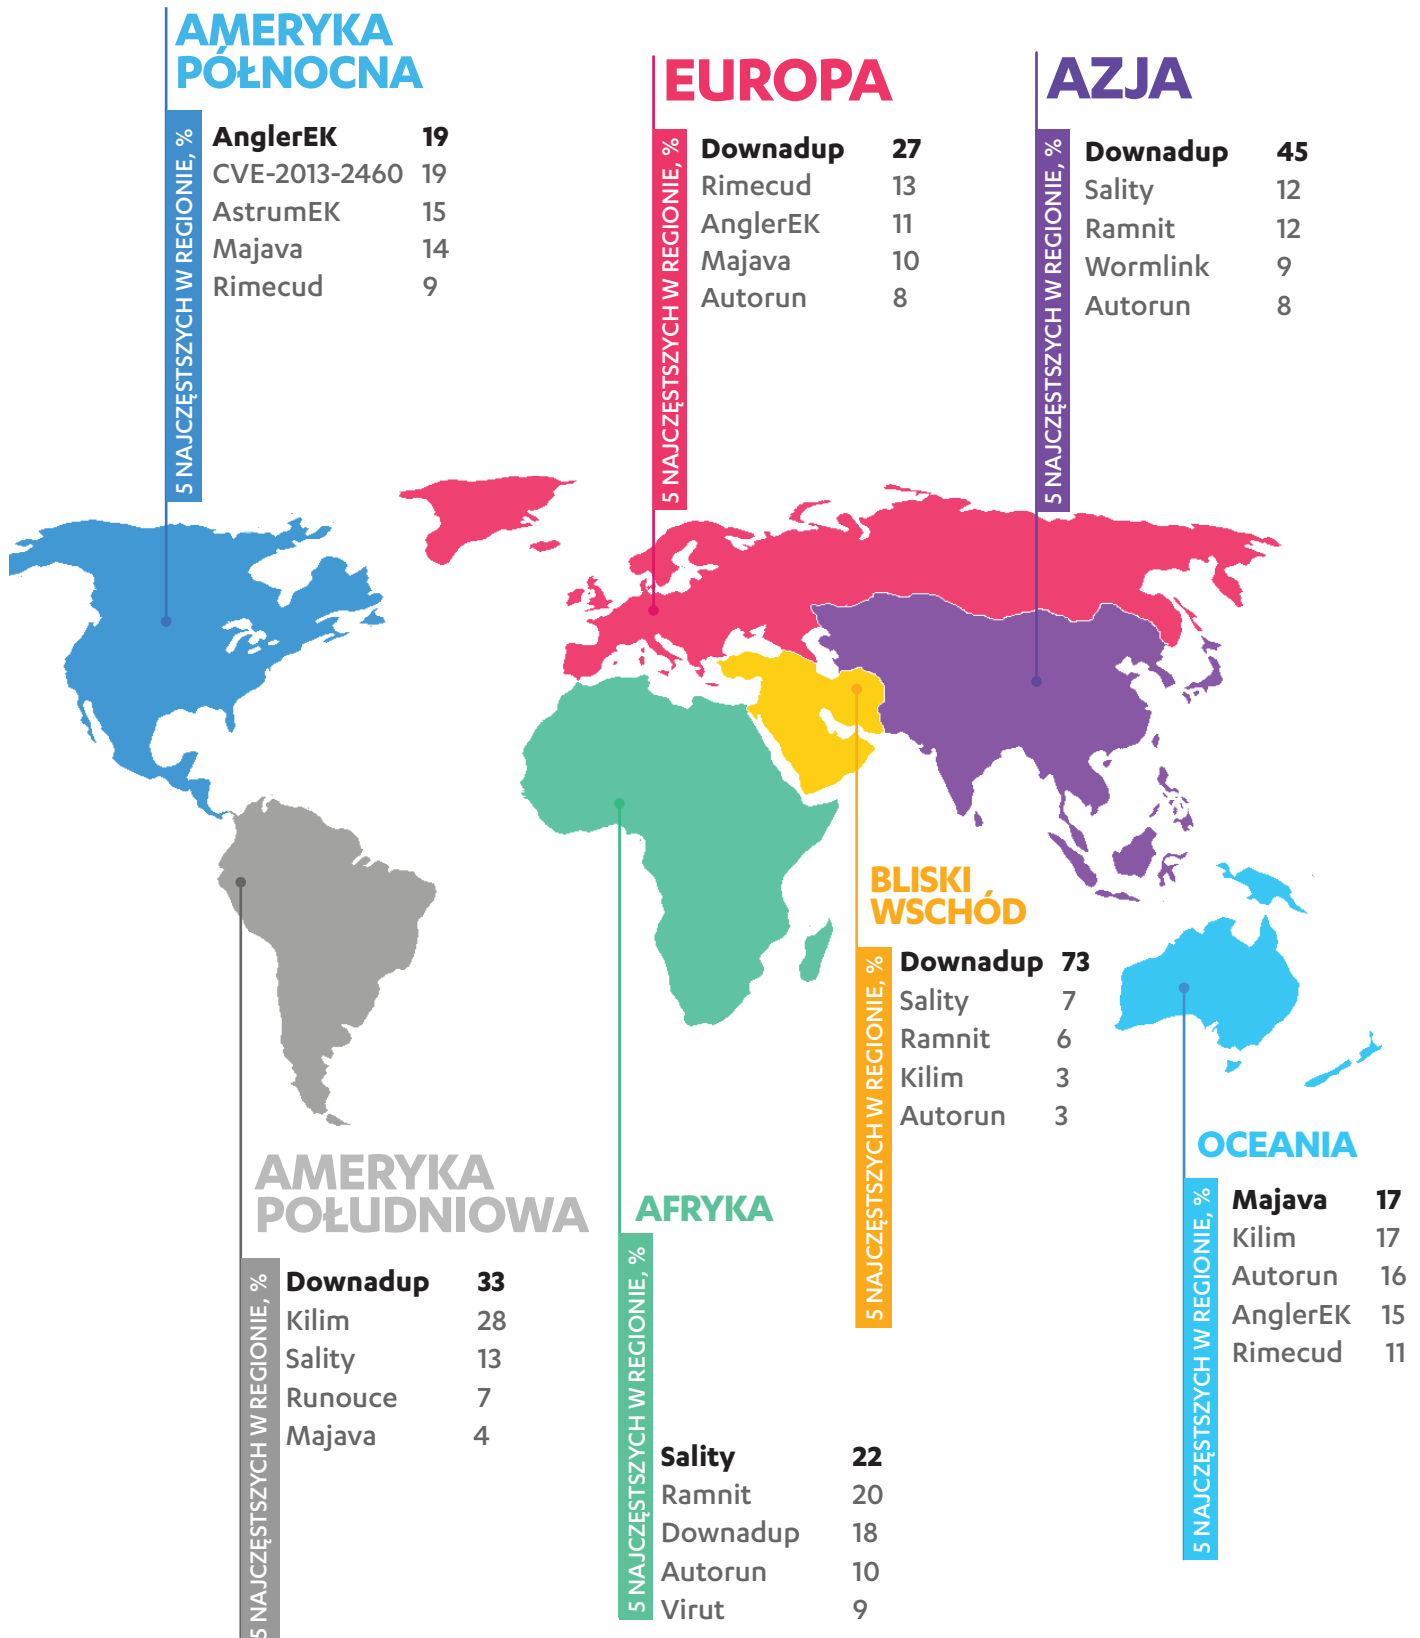 AMERYKA
PÓŁNOCNA
5 NAJCZĘSTSZYCH W REGIONIE, %
AnglerEK 19
CVE-2013-2460 19
AstrumEK 15
Majava 14
Rimecud 9
EUROPA
5 NAJCZĘSTSZYCH W REGIONIE, %
Downadup 27
Rimecud 13
AnglerEK 11
Majava 10
Autorun 8
AZJA
5 NAJCZĘSTSZYCH W REGIONIE, %
Downadup 45
Sality 12
Ramnit 12
Wormlink 9
Autorun 8
BLISKI
WSCHÓD
5 NAJCZĘSTSZYCH W REGIONIE, %
Downadup 73
Sality 7
Ramnit 6
Kilim 3
Autorun 3
AMERYKA
POŁUDNIOWA
5 NAJCZĘSTSZYCH W REGIONIE, %
Downadup 33
Kilim 28
Sality 13
Runouce 7
Majava 4
AFRYKA
5 NAJCZĘSTSZYCH W REGIONIE, %
Sality 22
Ramnit 20
Downadup 18
Autorun 10
Virut 9
OCEANIA
5 NAJCZĘSTSZYCH W REGIONIE, %
Majava 17
Kilim 17
Autorun 16
AnglerEK 15
Rimecud 11